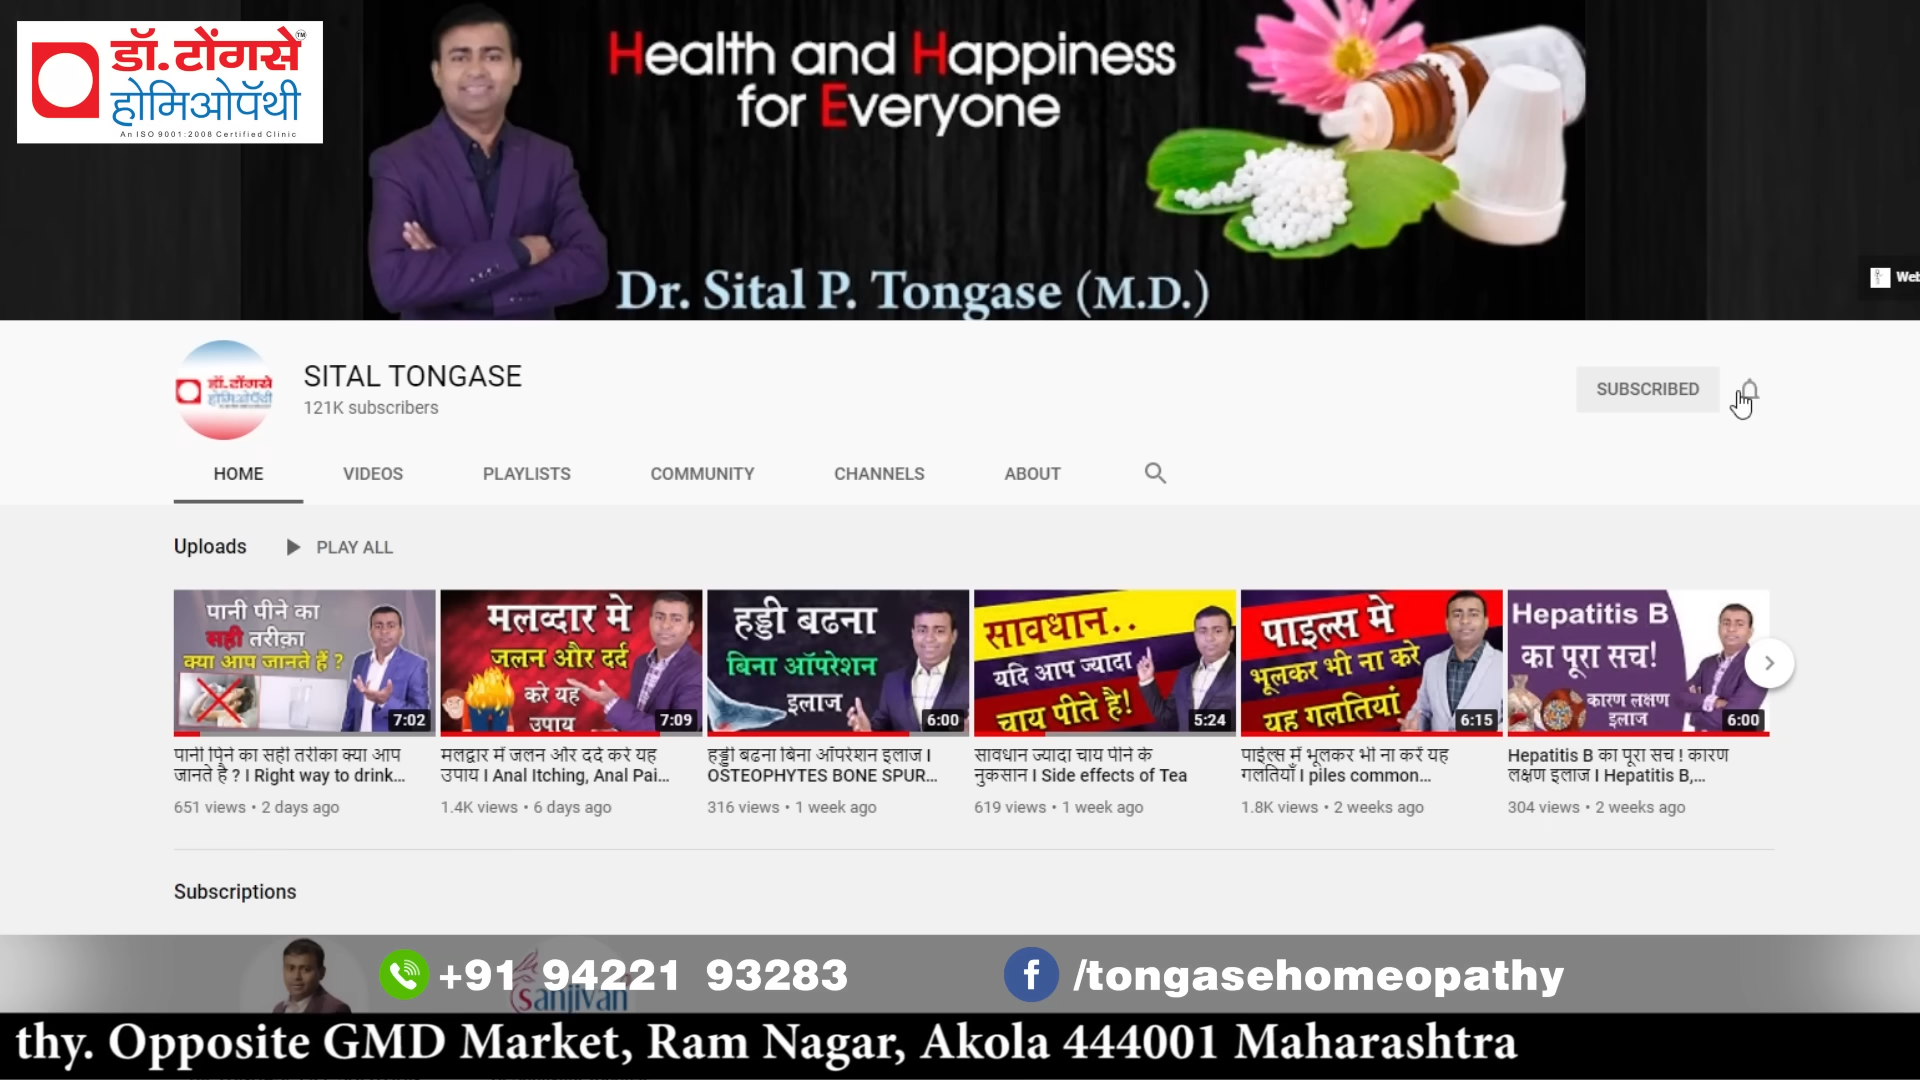 डॉ.टोंगसे
TM
होमिओपॅथी
An ISO 9001:2008 Certified Clinic
Health and Happiness
for Everyone
Dr. Sital P. Tongase (M.D.)
Web
डॉ.टोंगसे
होमिओपॅथी
SITAL TONGASE
121K subscribers
SUBSCRIBED
HOME VIDEOS PLAYLISTS COMMUNITY CHANNELS ABOUT
Uploads PLAY ALL
पानी पीने का
सही तरीक़ा
क्या आप जानते हैं ?
7:02
मलव्दार मे
जलन और दर्द
करे यह
उपाय
7:09
हड्डी बढना
बिना ऑपरेशन
इलाज
6:00
सावधान..
यदि आप ज्यादा
चाय पीते है!
5:24
पाइल्स मे
भूलकर भी ना करे
यह गलतियां
6:15
Hepatitis B
का पूरा सच!
कारण लक्षण
इलाज
6:00
पानी पिने का सही तरीका क्या आप
जानते है ? I Right way to drink...
651 views • 2 days ago
मलद्वार में जलन और दर्द करे यह
उपाय I Anal Itching, Anal Pai...
1.4K views • 6 days ago
हड्डी बढना बिना ऑपरेशन इलाज I
OSTEOPHYTES BONE SPUR...
316 views • 1 week ago
सावधान ज्यादा चाय पीने के
नुकसान I Side effects of Tea
619 views • 1 week ago
पाईल्स में भूलकर भी ना करें यह
गलतियाँ I piles common...
1.8K views • 2 weeks ago
Hepatitis B का पूरा सच ! कारण
लक्षण इलाज I Hepatitis B,...
304 views • 2 weeks ago
Subscriptions
+91 94221 93283
/tongasehomeopathy
Sanjivan
thy. Opposite GMD Market, Ram Nagar, Akola 444001 Maharashtra